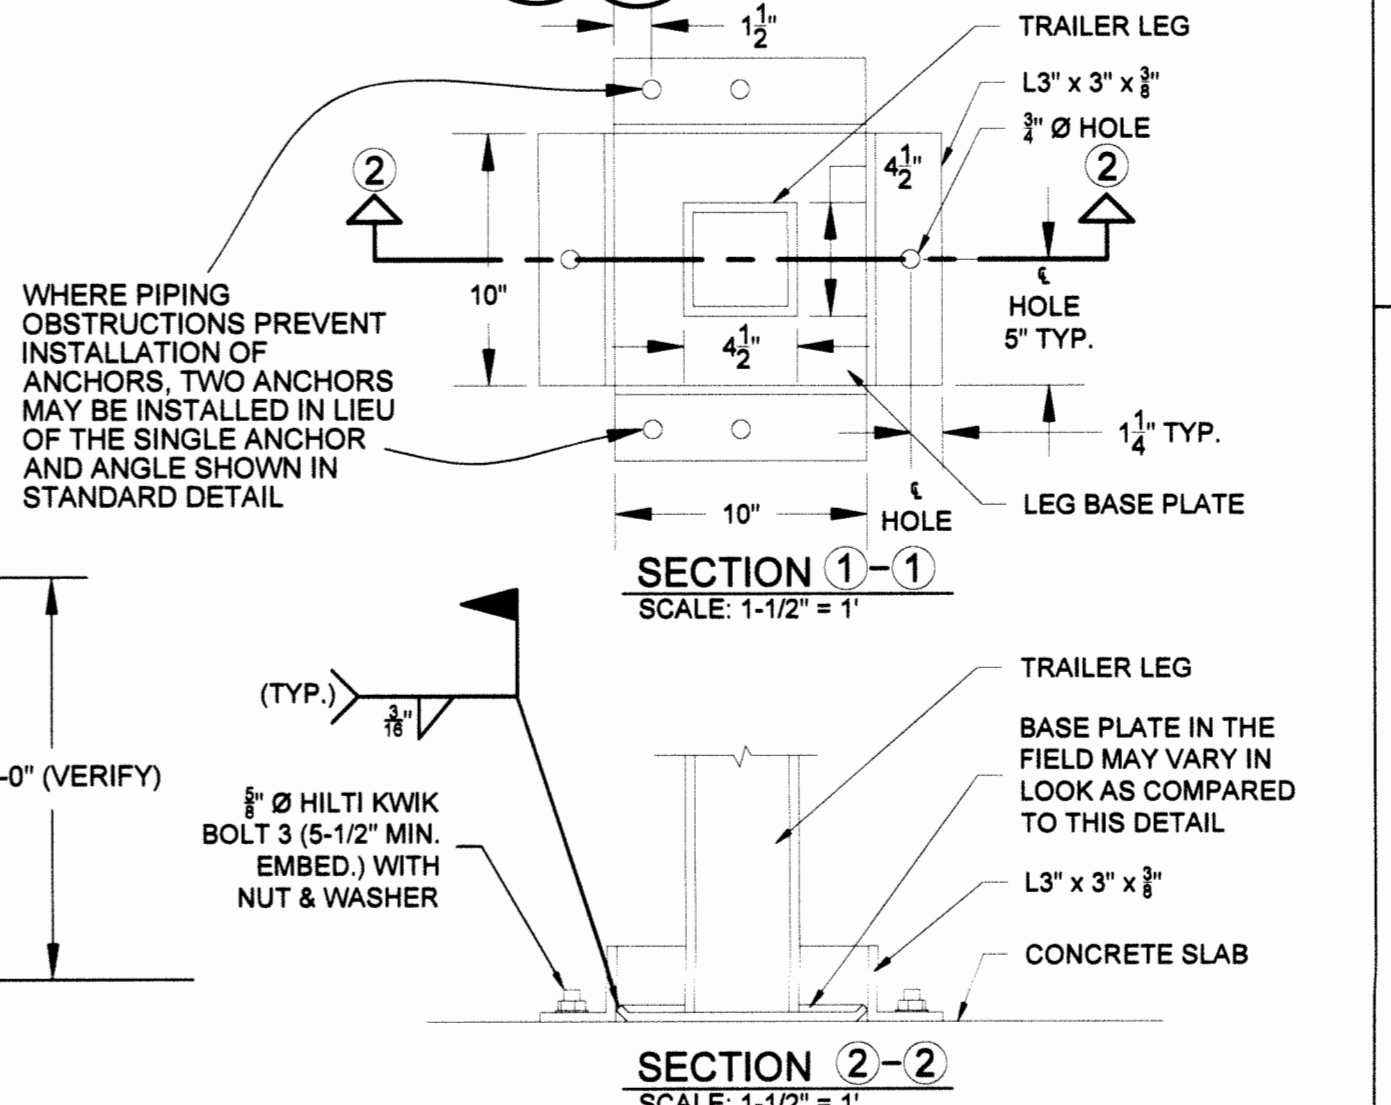 1 1/2"
TRAILER LEG
L3" x 3" x 3/8"
3/4" Ø HOLE
4 1/2"
2
2
10"
℄
HOLE
5" TYP.
WHERE PIPING
OBSTRUCTIONS PREVENT
INSTALLATION OF
ANCHORS, TWO ANCHORS
MAY BE INSTALLED IN LIEU
OF THE SINGLE ANCHOR
AND ANGLE SHOWN IN
STANDARD DETAIL
4 1/2"
1 1/4" TYP.
℄
HOLE
10"
LEG BASE PLATE
SECTION 1-1
SCALE: 1-1/2" = 1'
(TYP.)
3/16"
TRAILER LEG
BASE PLATE IN THE
FIELD MAY VARY IN
LOOK AS COMPARED
TO THIS DETAIL
-0" (VERIFY)
5/8" Ø HILTI KWIK
BOLT 3 (5-1/2" MIN.
EMBED.) WITH
NUT & WASHER
L3" x 3" x 3/8"
CONCRETE SLAB
SECTION 2-2
SCALE: 1-1/2" = 1'